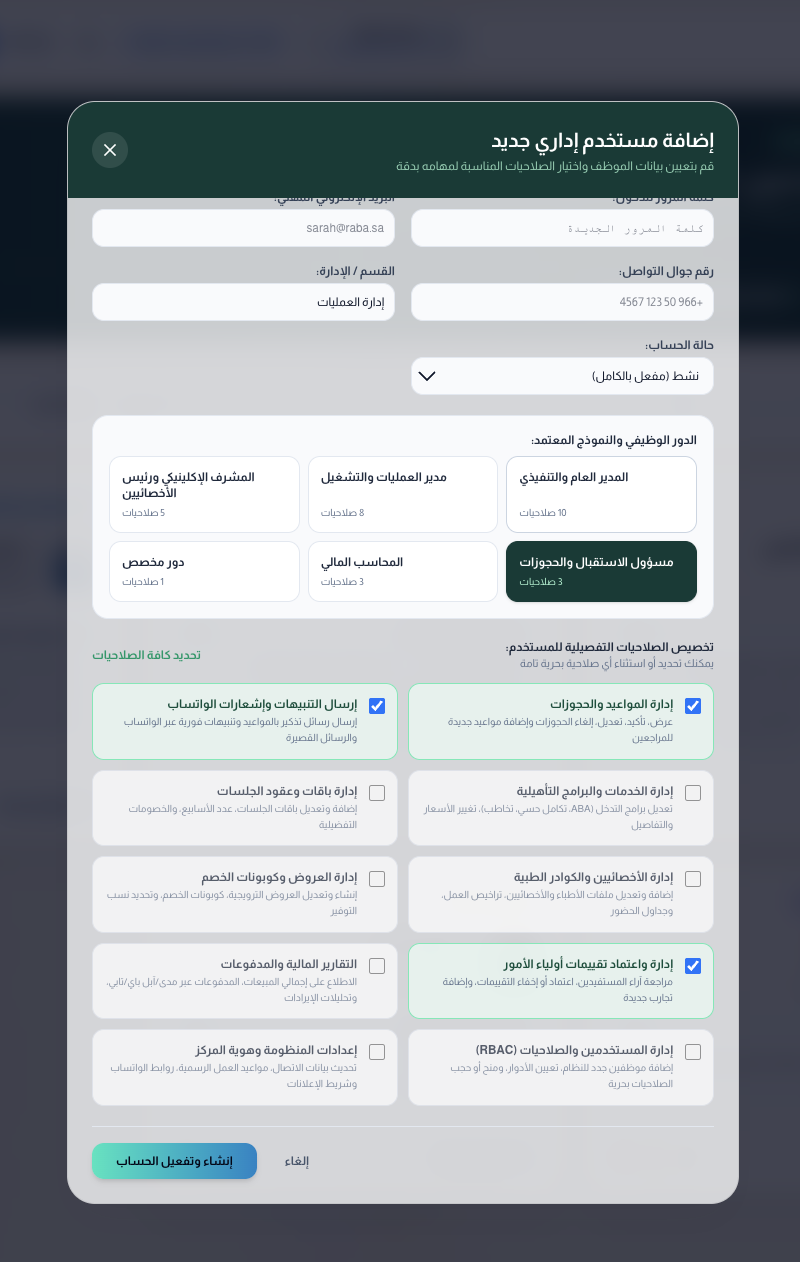 إضافة مستخدم إداري جديد
قم بتعيين بيانات الموظف واختيار الصلاحيات المناسبة لمهامه بدقة
كلمة المرور للدخول:
البريد الإلكتروني المهني:
كلمة المرور الجديدة
sarah@raba.sa
رقم جوال التواصل:
القسم / الإدارة:
+966 50 123 4567
إدارة العمليات
حالة الحساب:
نشط (مفعل بالكامل)
الدور الوظيفي والنموذج المعتمد:
المدير العام والتنفيذي
10 صلاحيات
مدير العمليات والتشغيل
8 صلاحيات
المشرف الإكلينيكي ورئيس
الأخصائيين
5 صلاحيات
مسؤول الاستقبال والحجوزات
3 صلاحيات
المحاسب المالي
3 صلاحيات
دور مخصص
1 صلاحيات
تخصيص الصلاحيات التفصيلية للمستخدم:
يمكنك تحديد أو استثناء أي صلاحية بحرية تامة
تحديد كافة الصلاحيات
إدارة المواعيد والحجوزات
عرض، تأكيد، تعديل، إلغاء الحجوزات وإضافة مواعيد جديدة
للمراجعين
إرسال التنبيهات وإشعارات الواتساب
إرسال رسائل تذكير بالمواعيد وتنبيهات فورية عبر الواتساب
والرسائل القصيرة
إدارة الخدمات والبرامج التأهيلية
تعديل برامج التدخل (ABA، تكامل حسي، تخاطب)، تغيير الأسعار
والتفاصيل
إدارة باقات وعقود الجلسات
إضافة وتعديل باقات الجلسات، عدد الأسابيع، والخصومات
التفضيلية
إدارة الأخصائيين والكوادر الطبية
إضافة وتعديل ملفات الأطباء والأخصائيين، تراخيص العمل،
وجداول الحضور
إدارة العروض وكوبونات الخصم
إنشاء وتعديل العروض الترويجية، كوبونات الخصم، وتحديد نسب
التوفير
إدارة واعتماد تقييمات أولياء الأمور
مراجعة آراء المستفيدين، اعتماد أو إخفاء التقييمات، وإضافة
تجارب جديدة
التقارير المالية والمدفوعات
الاطلاع على إجمالي المبيعات، المدفوعات عبر مدى/أبل باي/تابي،
وتحليلات الإيرادات
إدارة المستخدمين والصلاحيات (RBAC)
إضافة موظفين جدد للنظام، تعيين الأدوار، ومنح أو حجب
الصلاحيات بحرية
إعدادات المنظومة وهوية المركز
تحديث بيانات الاتصال، مواعيد العمل الرسمية، روابط الواتساب
وشريط الإعلانات
إلغاء
إنشاء وتفعيل الحساب